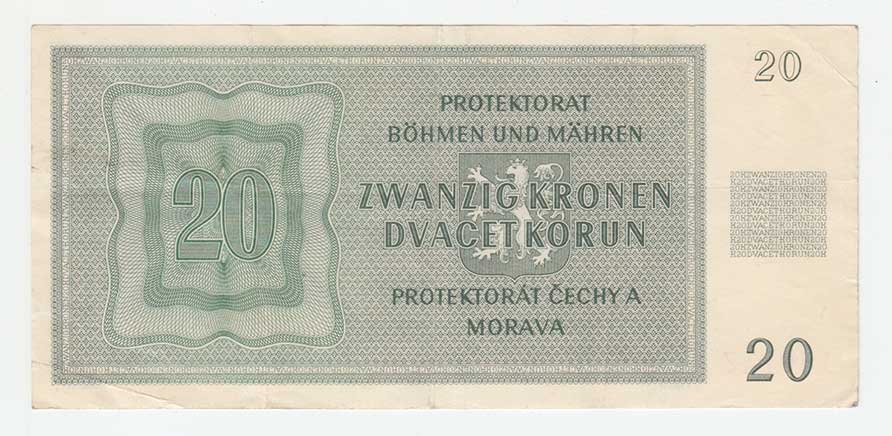 20
20
PROTEKTORAT
BÖHMEN UND MÄHREN
ZWANZIG KRONEN
DVACET KORUN
PROTEKTORÁT ČECHY A
MORAVA
20